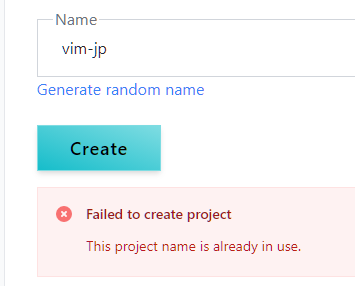 Name
vim-jp
Generate random name
Create
Failed to create project
This project name is already in use.